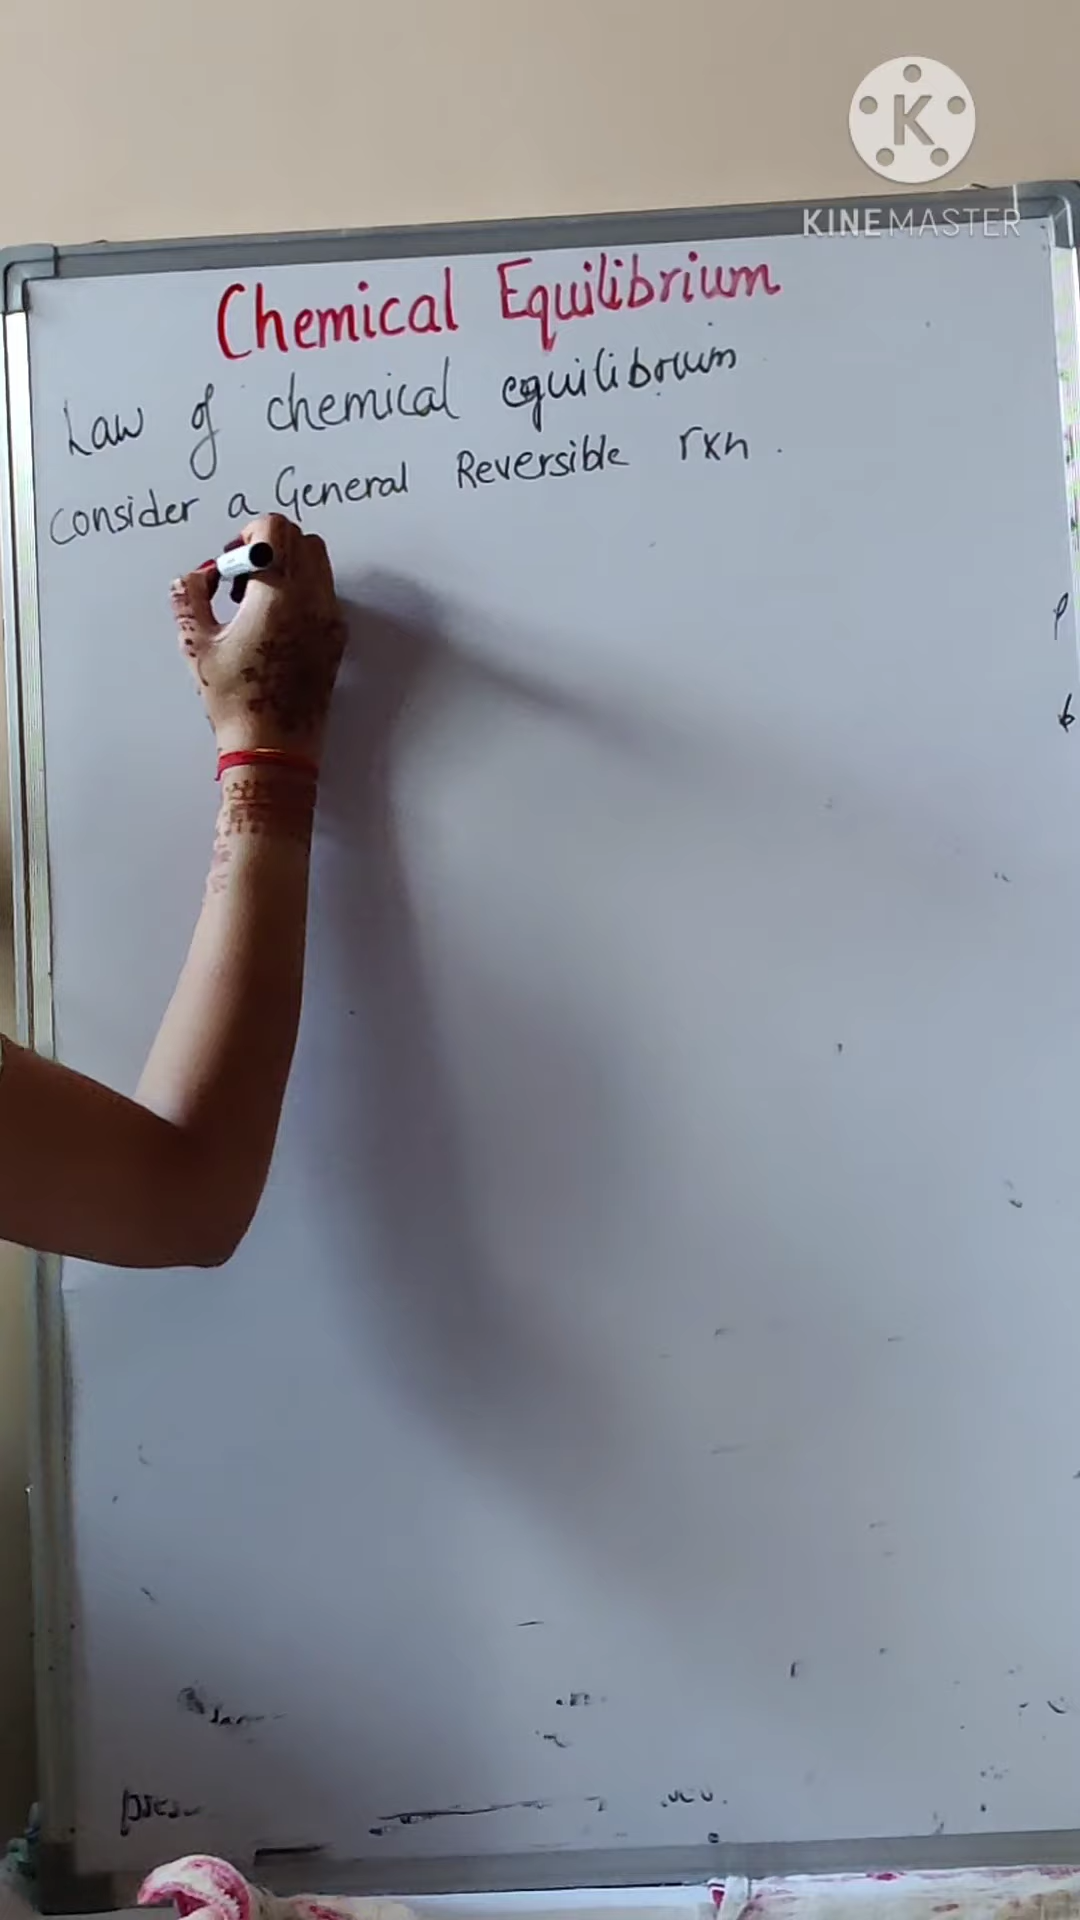 KINEMASTER
Chemical Equilibrium
Law of chemical equilibrium
consider a General Reversible rxn.